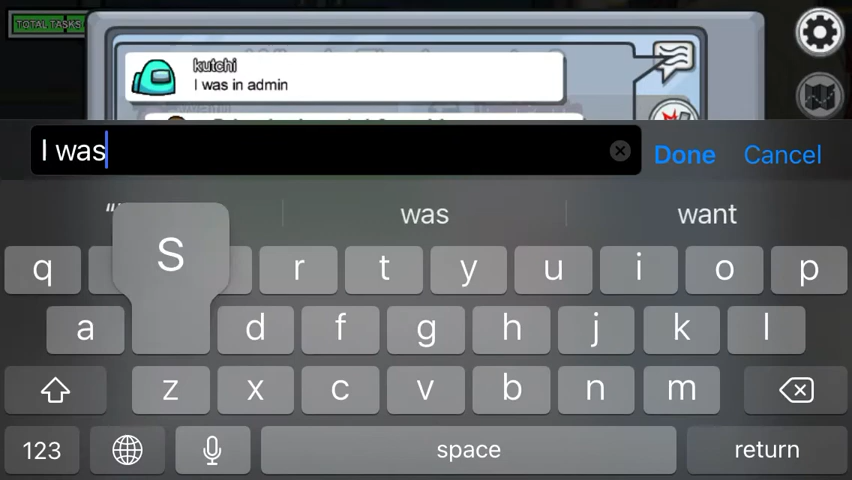 TOTAL TASKS
kutchi
I was in admin
I was
Done
Cancel
was
want
S
q r t y u i o p
a d f g h j k l
z x c v b n m
123
space
return